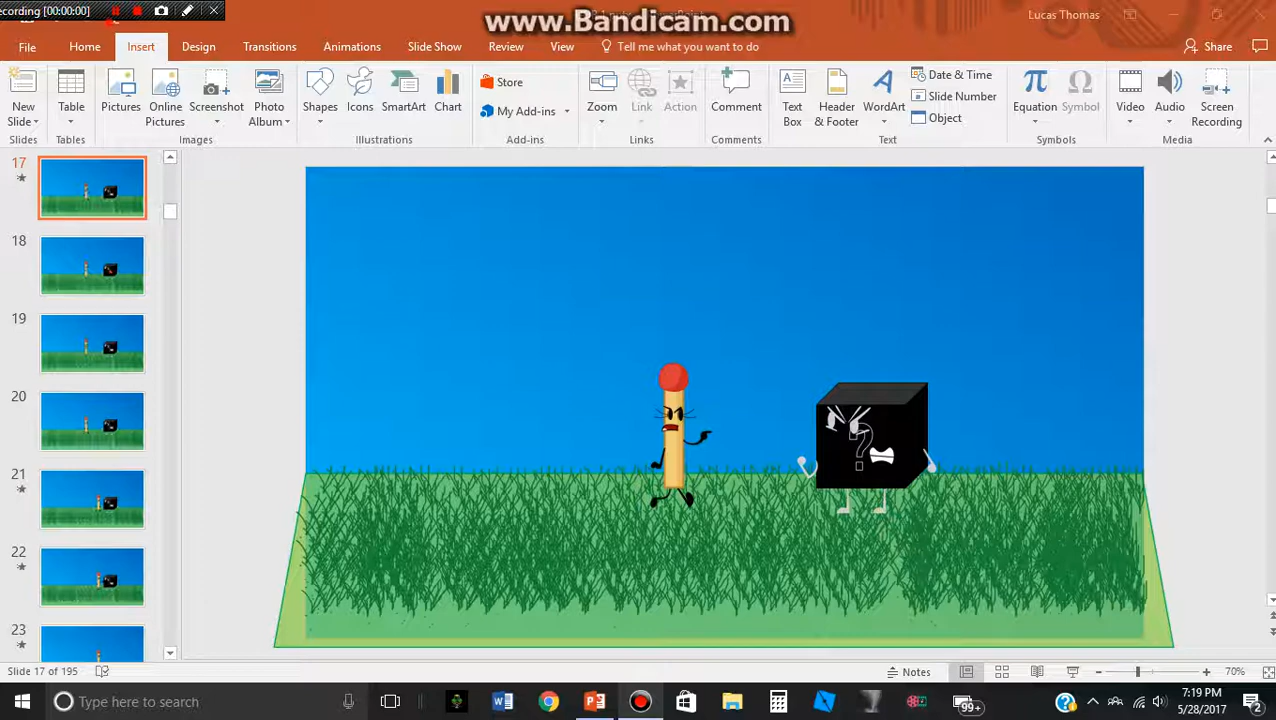 ecording [00:00:00]
www.Bandicam.com
Lucas Thomas
File
Home
Insert
Design
Transitions
Animations
Slide Show
Review
View
Tell me what you want to do
Share
New Slide
Table
Pictures
Online Pictures
Screenshot
Photo Album
Shapes
Icons
SmartArt
Chart
Store
My Add-ins
Zoom
Link
Action
Comment
Text Box
Header & Footer
WordArt
Date & Time
Slide Number
Object
Equation
Symbol
Video
Audio
Screen Recording
Slides
Tables
Images
Illustrations
Add-ins
Links
Comments
Text
Symbols
Media
17
18
19
20
21
22
23
?
Slide 17 of 195
Notes
70%
Type here to search
99+
7:19 PM
5/28/2017
2